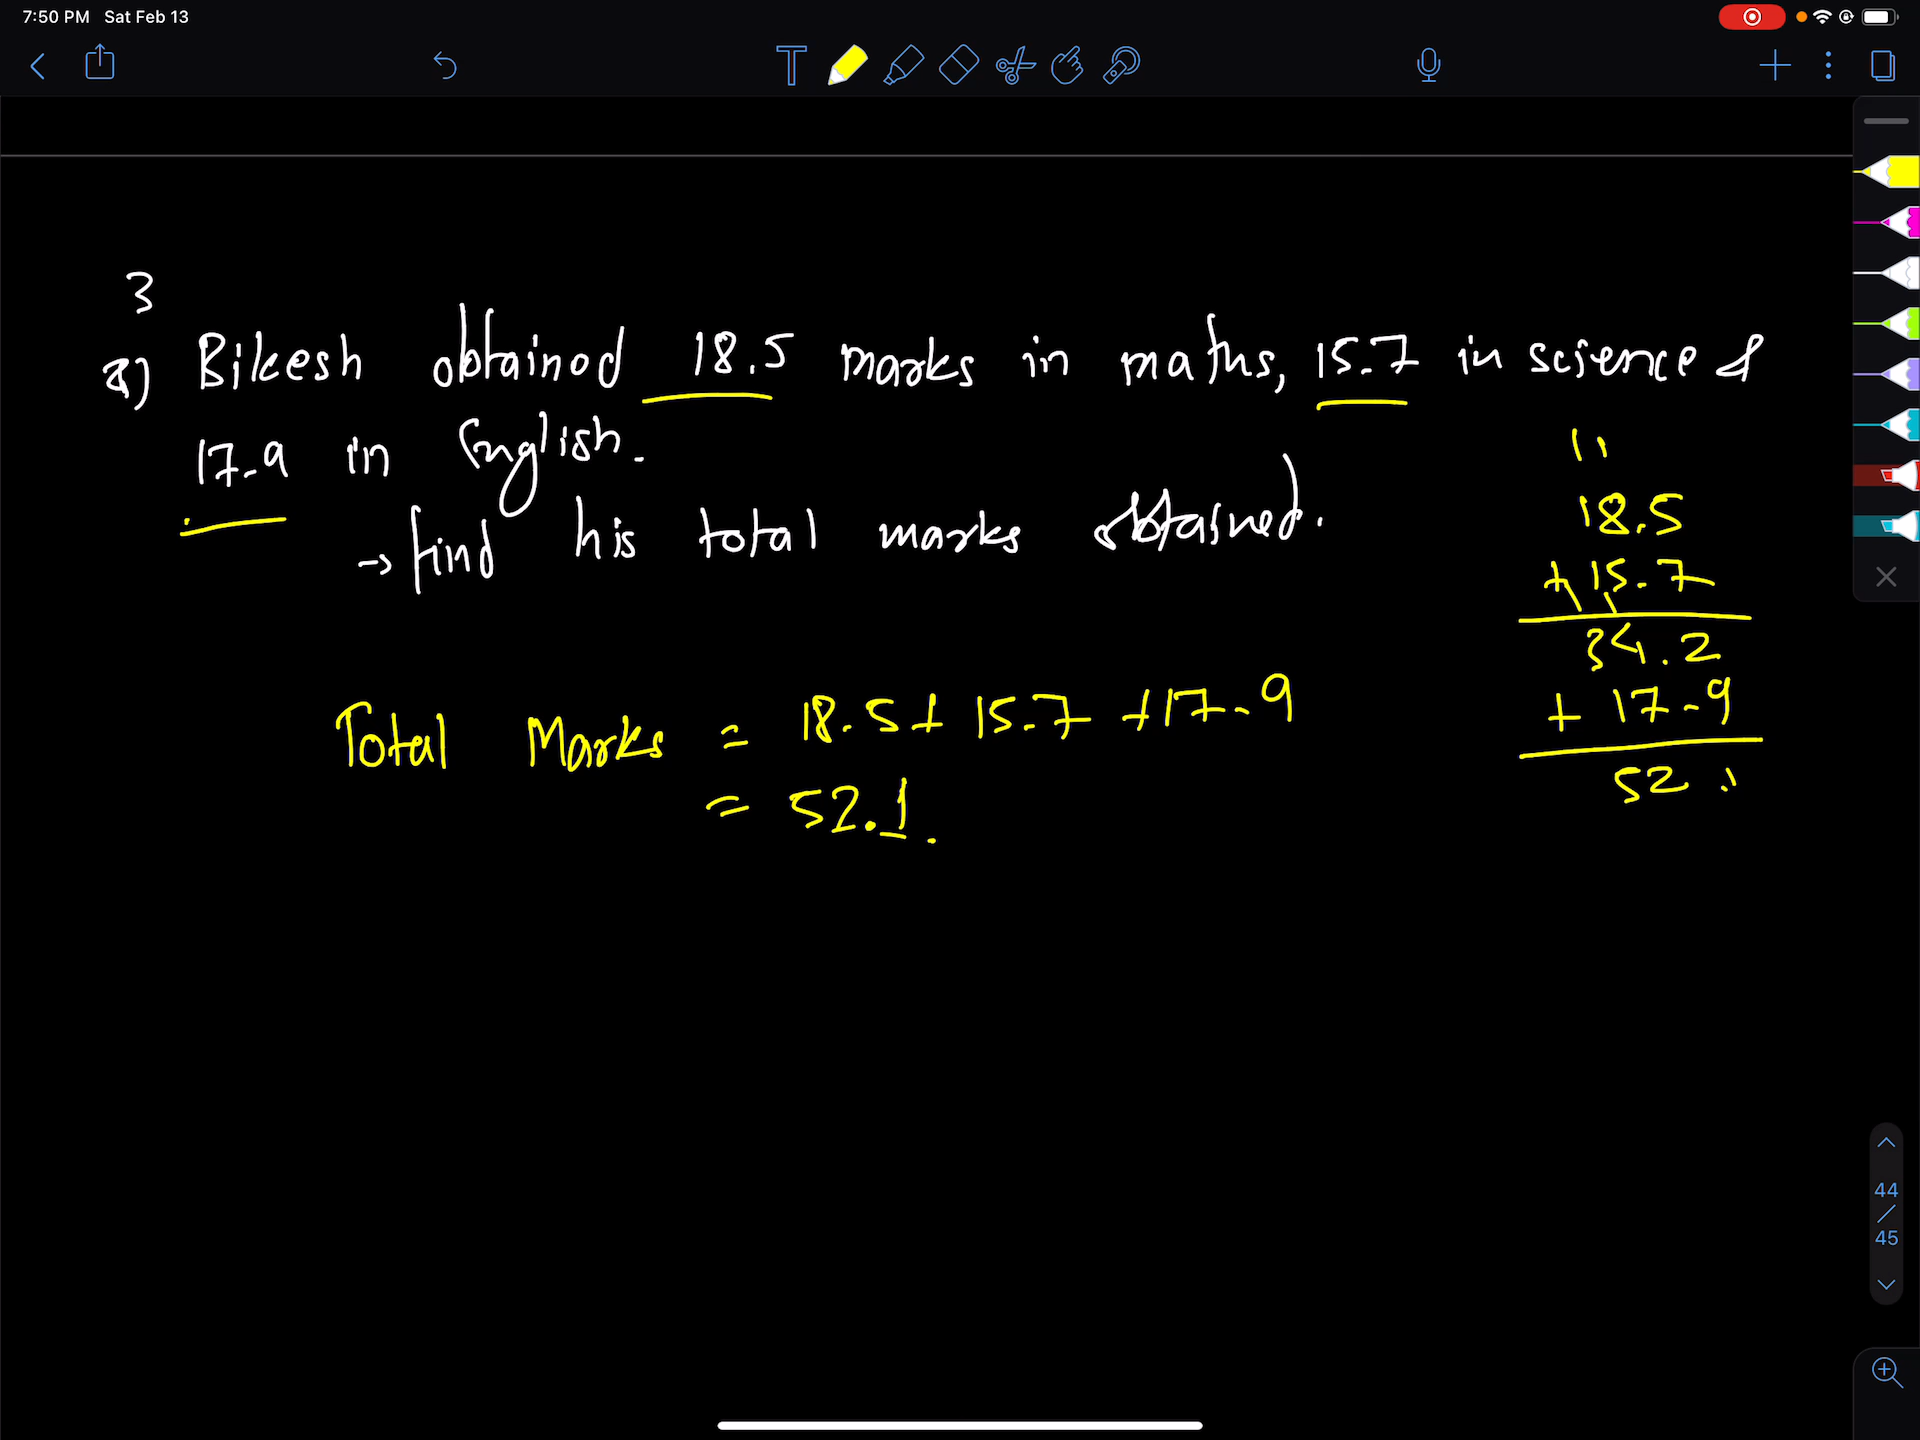 7:50 PM Sat Feb 13
3
a) Bikesh obtained 18.5 marks in maths, 15.7 in science &
17.9 in English.
→ find his total marks obtained.
11
18.5
+ 15.7
34.2
+ 17.9
52.1
Total Marks = 18.5 + 15.7 + 17.9
= 52.1.
44
/
45